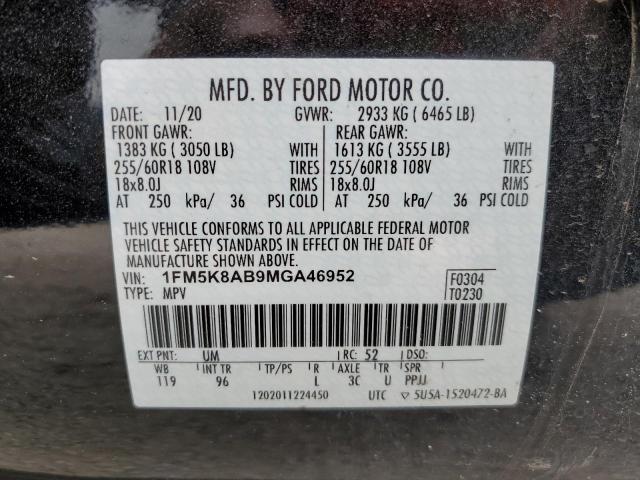 MFD. BY FORD MOTOR CO.
DATE: 11/20 GVWR: 2933 KG ( 6465 LB)
FRONT GAWR: REAR GAWR:
1383 KG ( 3050 LB) WITH 1613 KG ( 3555 LB) WITH
255/60R18 108V TIRES 255/60R18 108V TIRES
18x8.0J RIMS 18x8.0J RIMS
AT 250 kPa/ 36 PSI COLD AT 250 kPa/ 36 PSI COLD
THIS VEHICLE CONFORMS TO ALL APPLICABLE FEDERAL MOTOR
VEHICLE SAFETY STANDARDS IN EFFECT ON THE DATE OF
MANUFACTURE SHOWN ABOVE.
VIN: 1FM5K8AB9MGA46952 F0304
TYPE: MPV T0230
EXT PNT: UM RC: 52 DSO:
WB INT TR TP/PS R AXLE TR SPR
119 96 L 3C U PPJJ
1202011224450 UTC ▽ 5U5A-1520472-BA